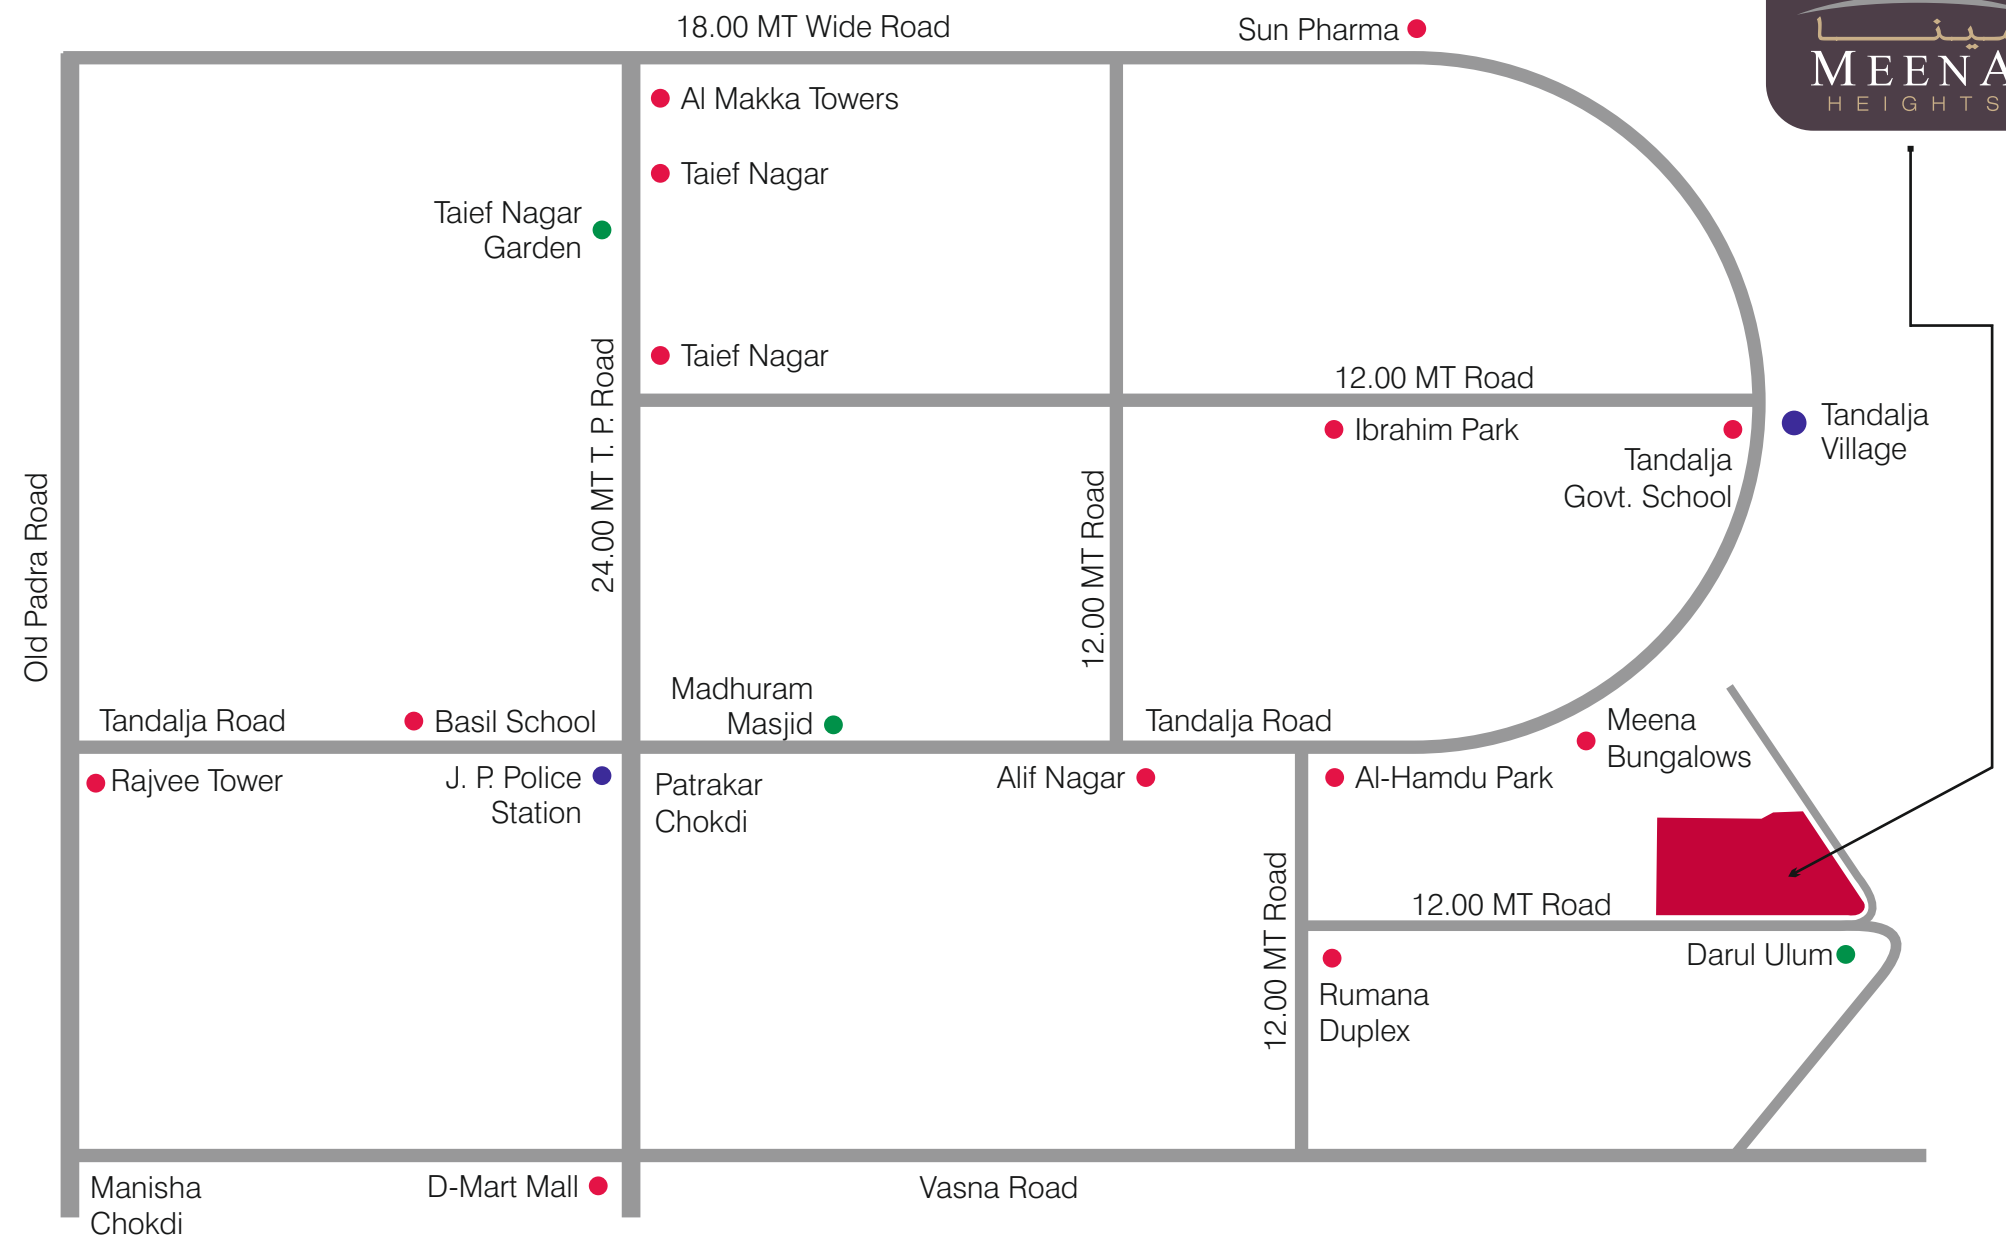 18.00 MT Wide Road
Sun Pharma
مينا
MEENA
HEIGHTS
Al Makka Towers
Taief Nagar
Taief Nagar
Garden
Taief Nagar
24.00 MT T. P. Road
12.00 MT Road
Ibrahim Park
Tandalja
Govt. School
Tandalja
Village
Old Padra Road
12.00 MT Road
Madhuram
Masjid
Tandalja Road
Basil School
Tandalja Road
Meena
Bungalows
Rajvee Tower
J. P. Police
Station
Patrakar
Chokdi
Alif Nagar
Al-Hamdu Park
12.00 MT Road
12.00 MT Road
Darul Ulum
Rumana
Duplex
Manisha
Chokdi
D-Mart Mall
Vasna Road